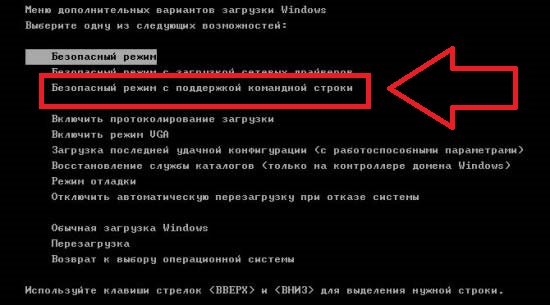 Меню дополнительных вариантов загрузки Windows
Выберите одну из следующих возможностей:
Безопасный режим
Безопасный режим с загрузкой сетевых драйверов
Безопасный режим с поддержкой командной строки
Включить протоколирование загрузки
Включить режим VGA
Загрузка последней удачной конфигурации (с работоспособными параметрами)
Восстановление службы каталогов (только на контроллере домена Windows)
Режим отладки
Отключить автоматическую перезагрузку при отказе системы
Обычная загрузка Windows
Перезагрузка
Возврат к выбору операционной системы
Используйте клавиши стрелок <ВВЕРХ> и <ВНИЗ> для выделения нужной строки.